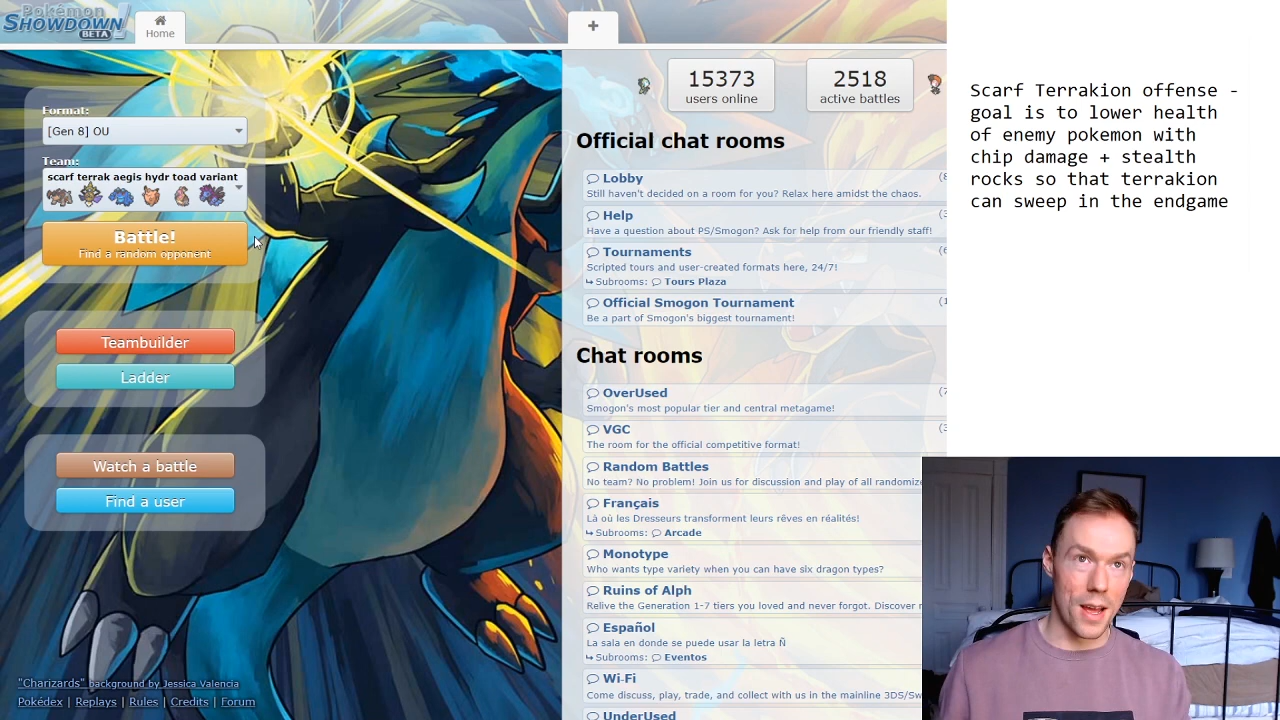 Pokémon
SHOWDOWN!
BETA
Home
+
Format:
[Gen 8] OU
Team:
scarf terrak aegis hydr toad variant
Battle!
Find a random opponent
Teambuilder
Ladder
Watch a battle
Find a user
"Charizards" background by Jessica Valencia
Pokédex | Replays | Rules | Credits | Forum
15373
users online
2518
active battles
Official chat rooms
Lobby
Still haven't decided on a room for you? Relax here amidst the chaos.
Help
Have a question about PS/Smogon? Ask for help from our friendly staff!
Tournaments
Scripted tours and user-created formats here, 24/7!
Subrooms: Tours Plaza
Official Smogon Tournament
Be a part of Smogon's biggest tournament!
Chat rooms
OverUsed
Smogon's most popular tier and central metagame!
VGC
The room for the official competitive format!
Random Battles
No team? No problem! Join us for discussion and play of all randomize
Français
Là où les Dresseurs transforment leurs rêves en réalités!
Subrooms: Arcade
Monotype
Who wants type variety when you can have six dragon types?
Ruins of Alph
Relive the Generation 1-7 tiers you loved and never forgot. Discover
Español
La sala en donde se puede usar la letra Ñ
Subrooms: Eventos
Wi-Fi
Come discuss, play, trade, and collect with us in the mainline 3DS/Sw
UnderUsed
Scarf Terrakion offense -
goal is to lower health
of enemy pokemon with
chip damage + stealth
rocks so that terrakion
can sweep in the endgame